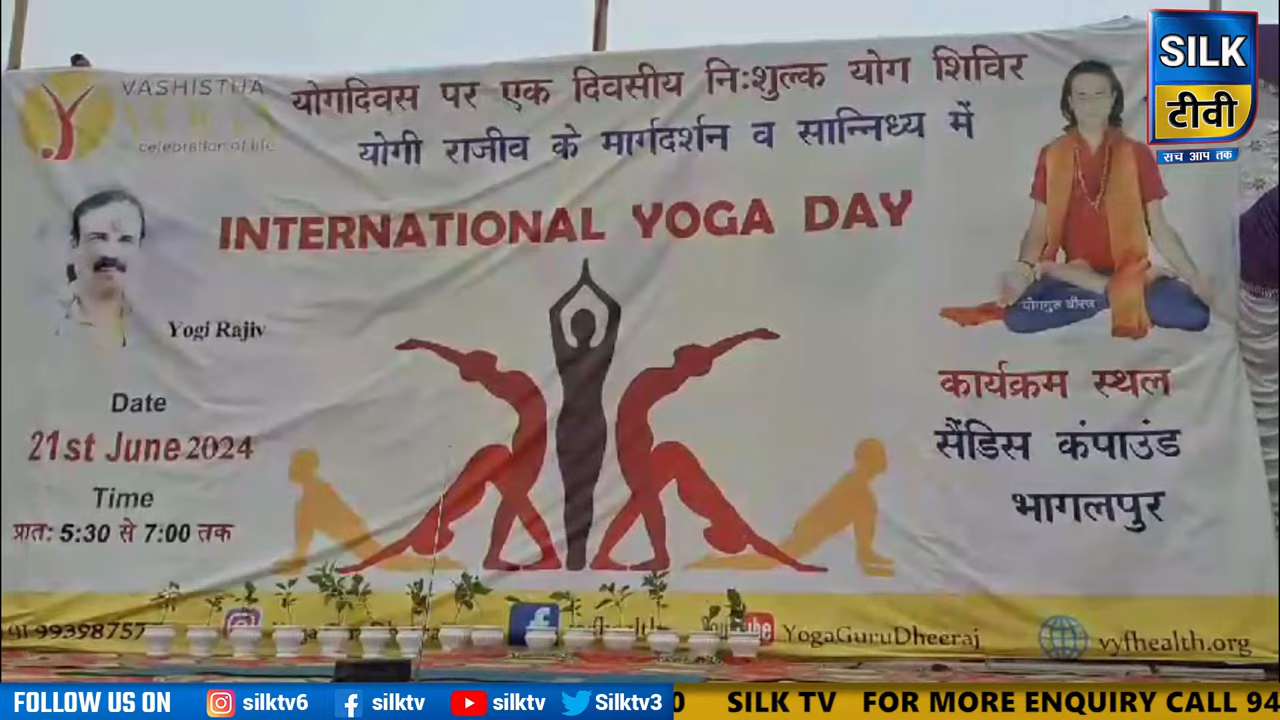 SILK
टीवी
सच आप तक
VASHISTHA
celebration of life
योगदिवस पर एक दिवसीय नि:शुल्क योग शिविर
योगी राजीव के मार्गदर्शन व सान्निध्य में
INTERNATIONAL YOGA DAY
Yogi Rajiv
योगगुरु धीरज
Date
21st June 2024
Time
प्रात: 5:30 से 7:00 तक
कार्यक्रम स्थल
सैंडिस कंपाउंड
भागलपुर
YogaGuruDheeraj
vyfhealth.org
FOLLOW US ON silktv6 silktv silktv Silktv3
SILK TV FOR MORE ENQUIRY CALL 94